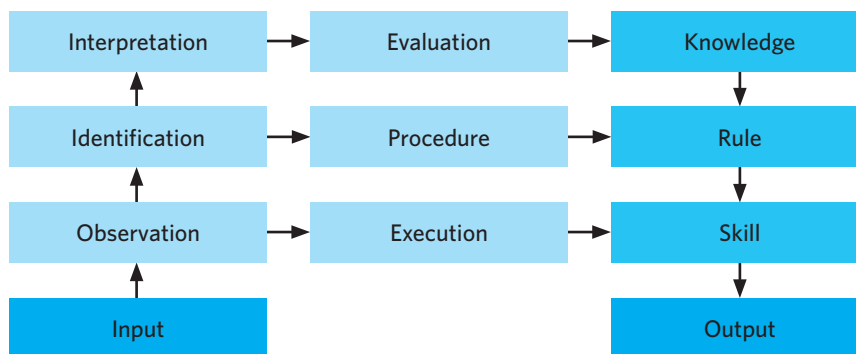 Interpretation
Evaluation
Knowledge
Identification
Procedure
Rule
Observation
Execution
Skill
Input
Output